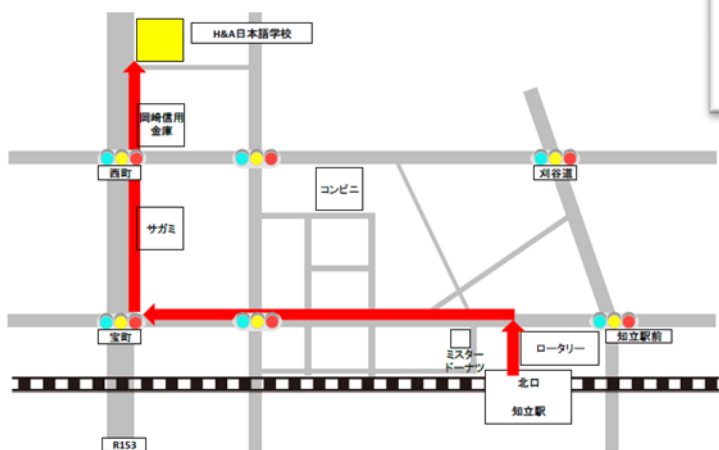 H&A日本語学校
岡崎信用
金庫
西町
コンビニ
刈谷道
サガミ
宝町
ミスター
ドーナツ
ロータリー
知立駅前
北口
知立駅
R153